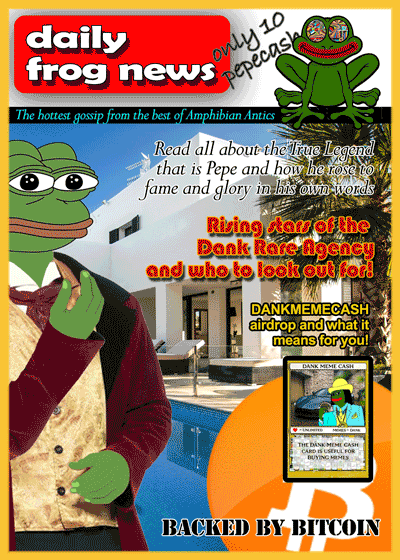 daily
frog news
only 10
pepecash
The hottest gossip from the best of Amphibian Antics
Read all about the True Legend
that is Pepe and how he rose to
fame and glory in his own words
Rising stars of the
Dank Rare Agency
and who to look out for!
DANKMEMECASH
airdrop and what it
means for you!
DANK MEME CASH
= UNLIMITED MEMES = DANK
THE DANK MEME CASH
CARD IS USEFUL FOR
BUYING MEMES
BACKED BY BITCOIN